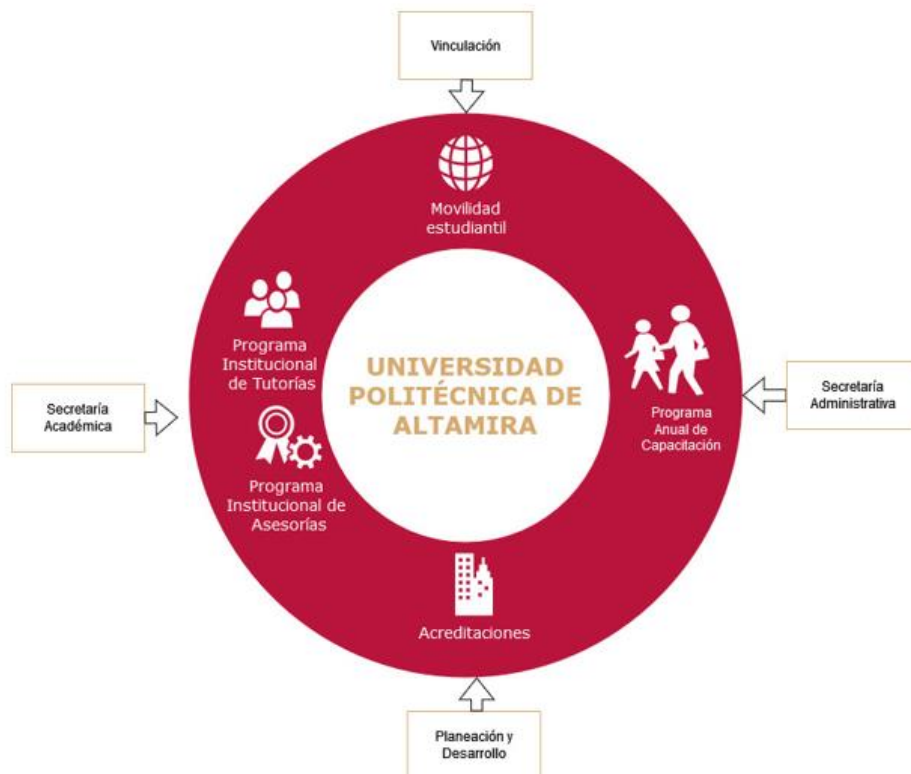 Vinculación
Movilidad
estudiantil
Programa
Institucional
de Tutorías
UNIVERSIDAD
POLITÉCNICA DE
ALTAMIRA
Programa
Anual de
Capacitación
Secretaría
Académica
Secretaría
Administrativa
Programa
Institucional de
Asesorías
Acreditaciones
Planeación y
Desarrollo